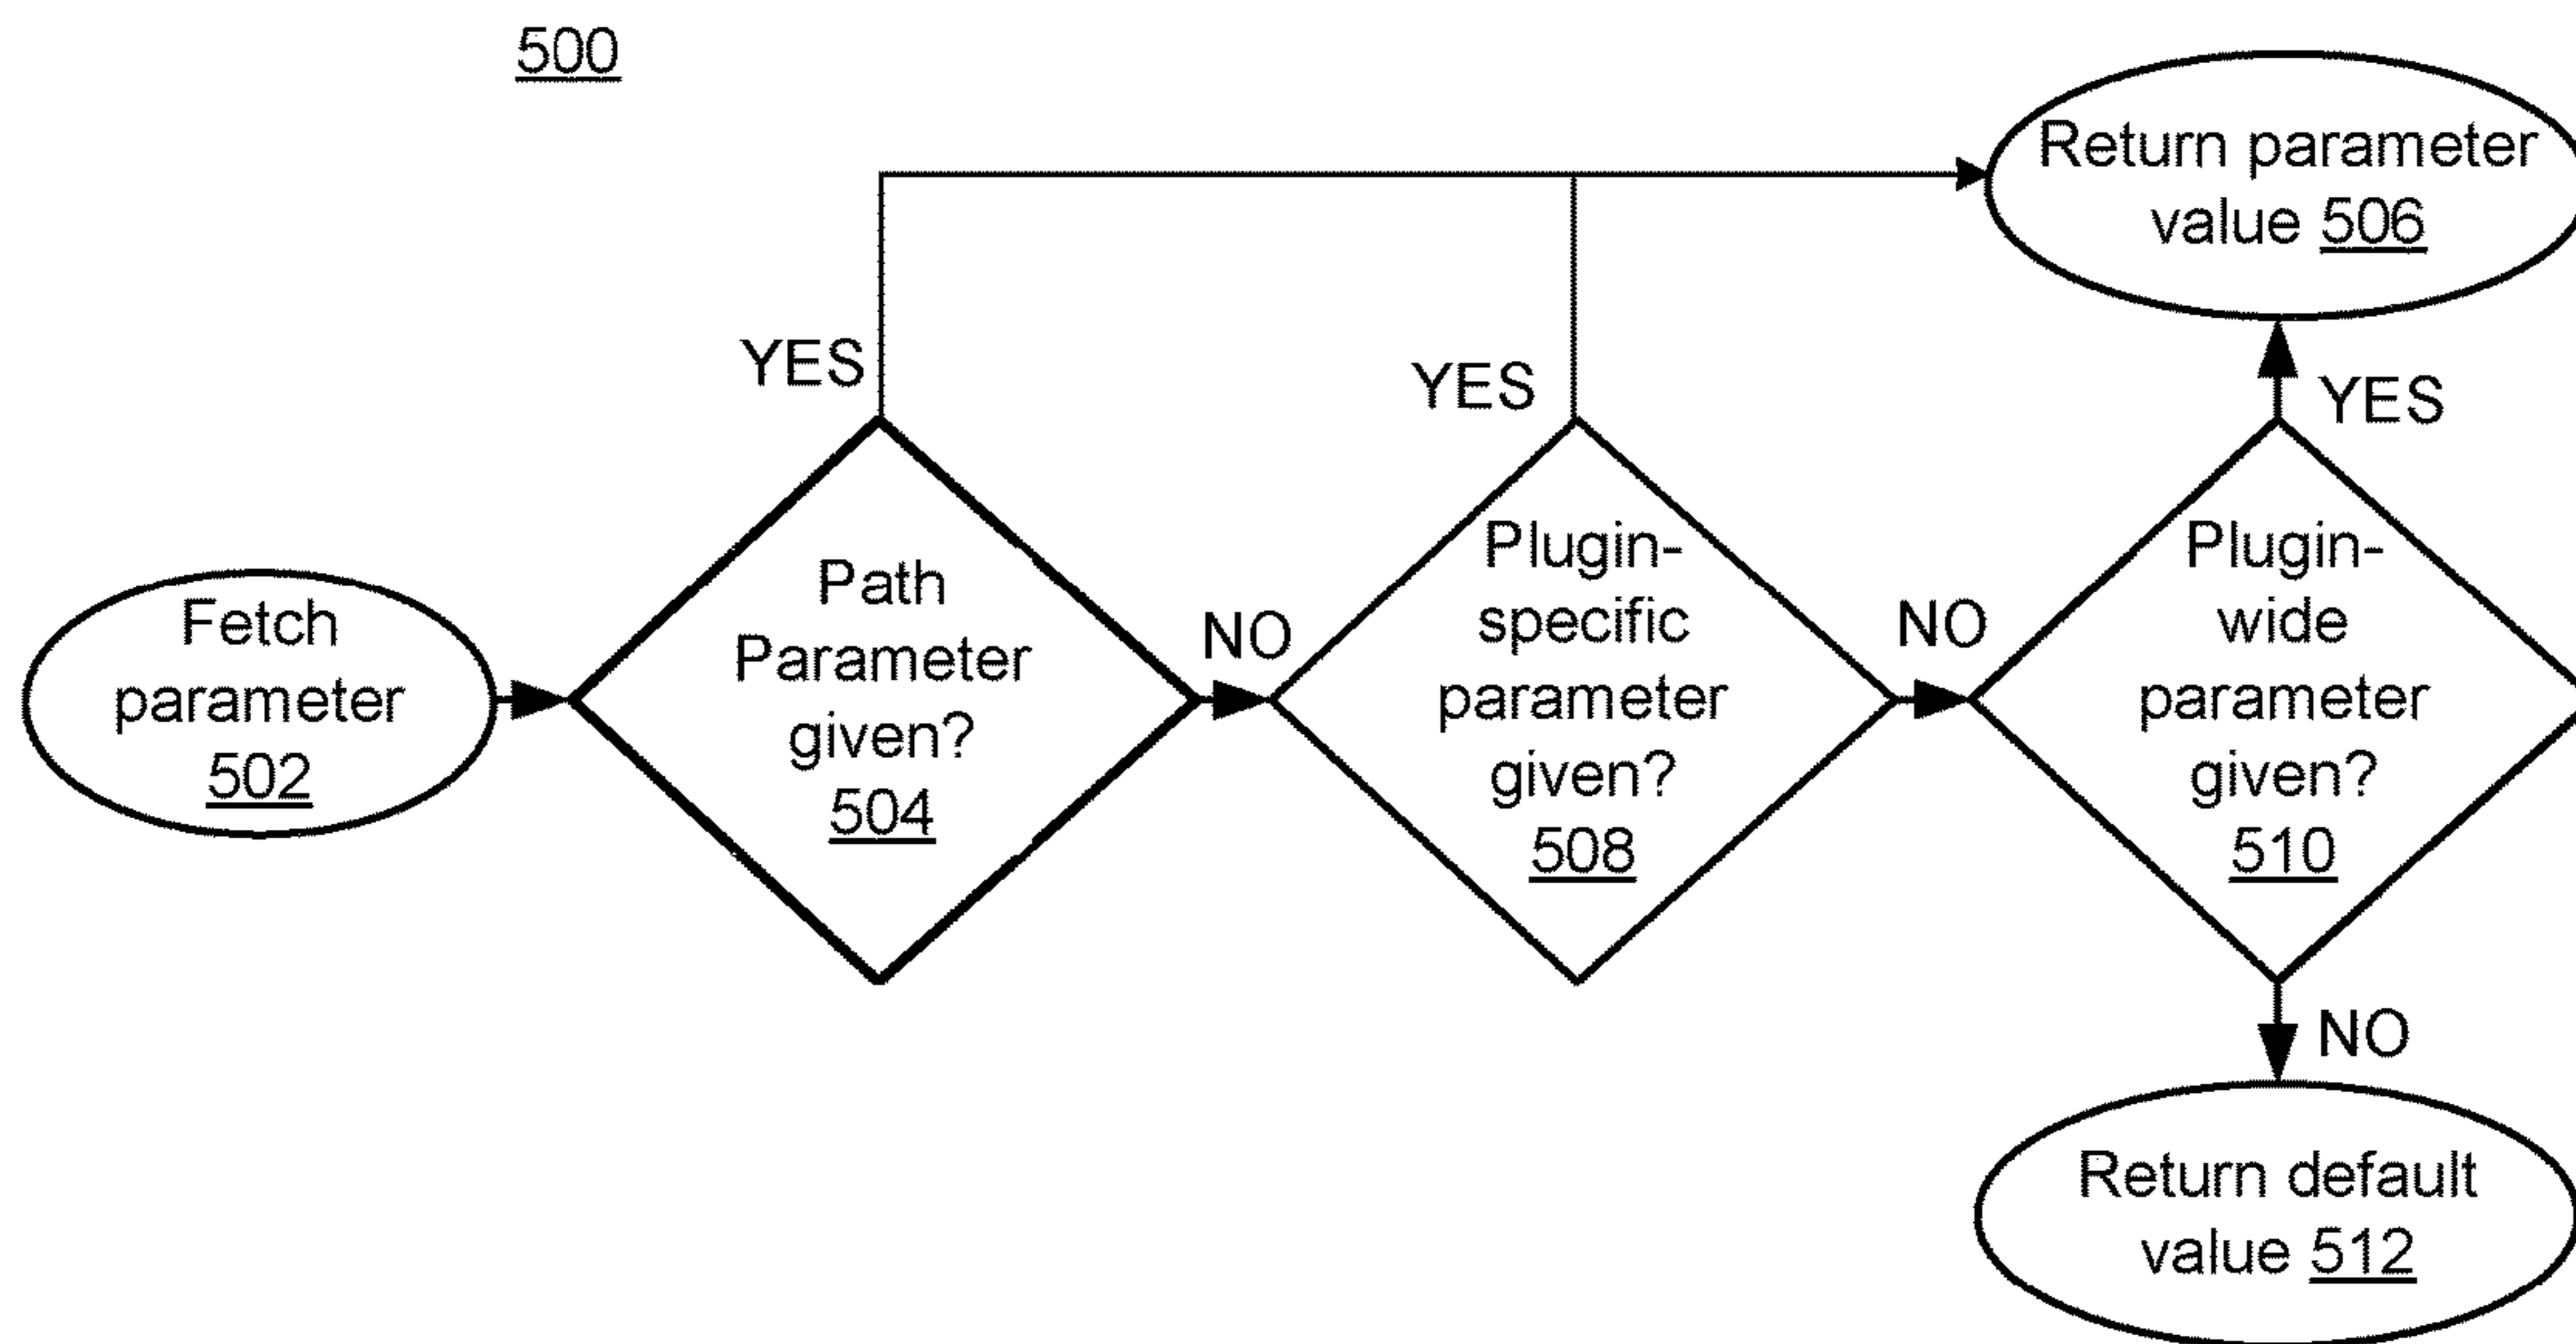 500
Return parameter
value 506
YES
YES
YES
Fetch
parameter
502
Path
Parameter
given?
504
NO
Plugin-
specific
parameter
given?
508
NO
Plugin-
wide
parameter
given?
510
NO
Return default
value 512